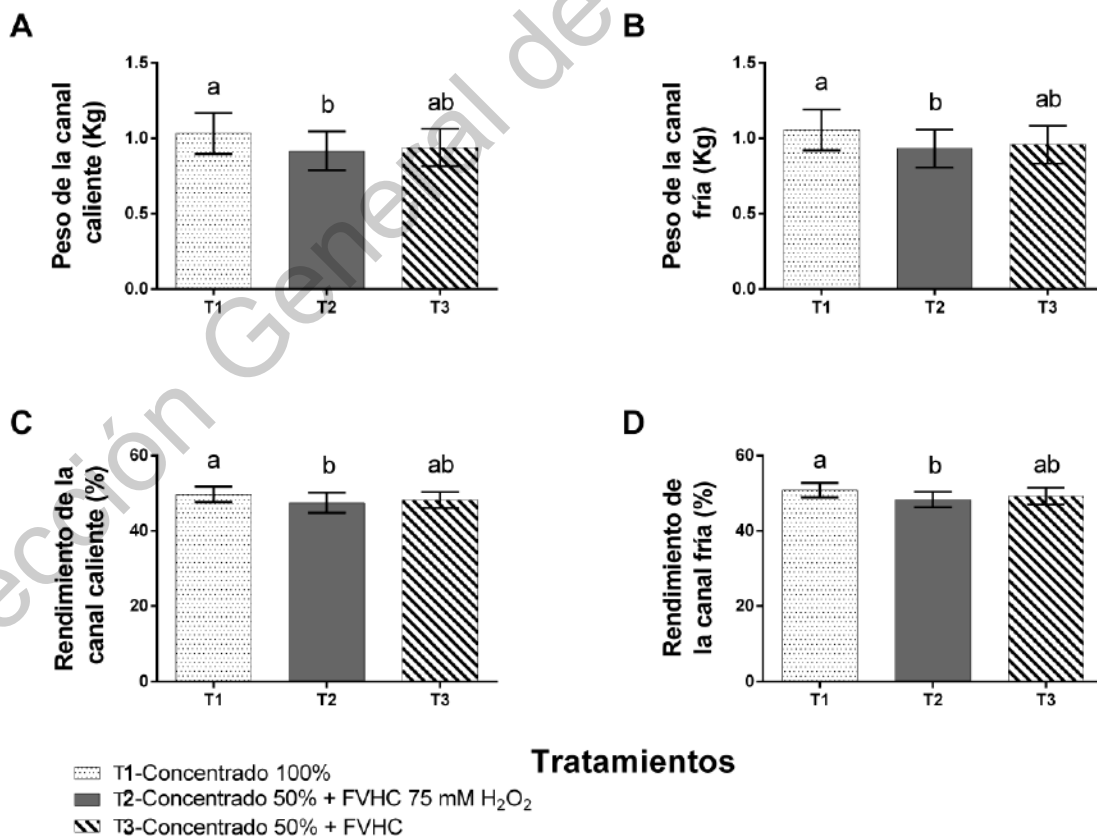 A
Peso de la canal
caliente (Kg)
1.5
1.0
0.5
0.0
a
b
ab
T1
T2
T3
B
Peso de la canal
fría (Kg)
1.5
1.0
0.5
0.0
a
b
ab
T1
T2
T3
C
Rendimiento de la
canal caliente (%)
60
40
20
0
a
b
ab
T1
T2
T3
D
Rendimiento de
la canal fría (%)
60
40
20
0
a
b
ab
T1
T2
T3
Tratamientos
T1-Concentrado 100%
T2-Concentrado 50% + FVHC 75 mM H₂O₂
T3-Concentrado 50% + FVHC
ección General de